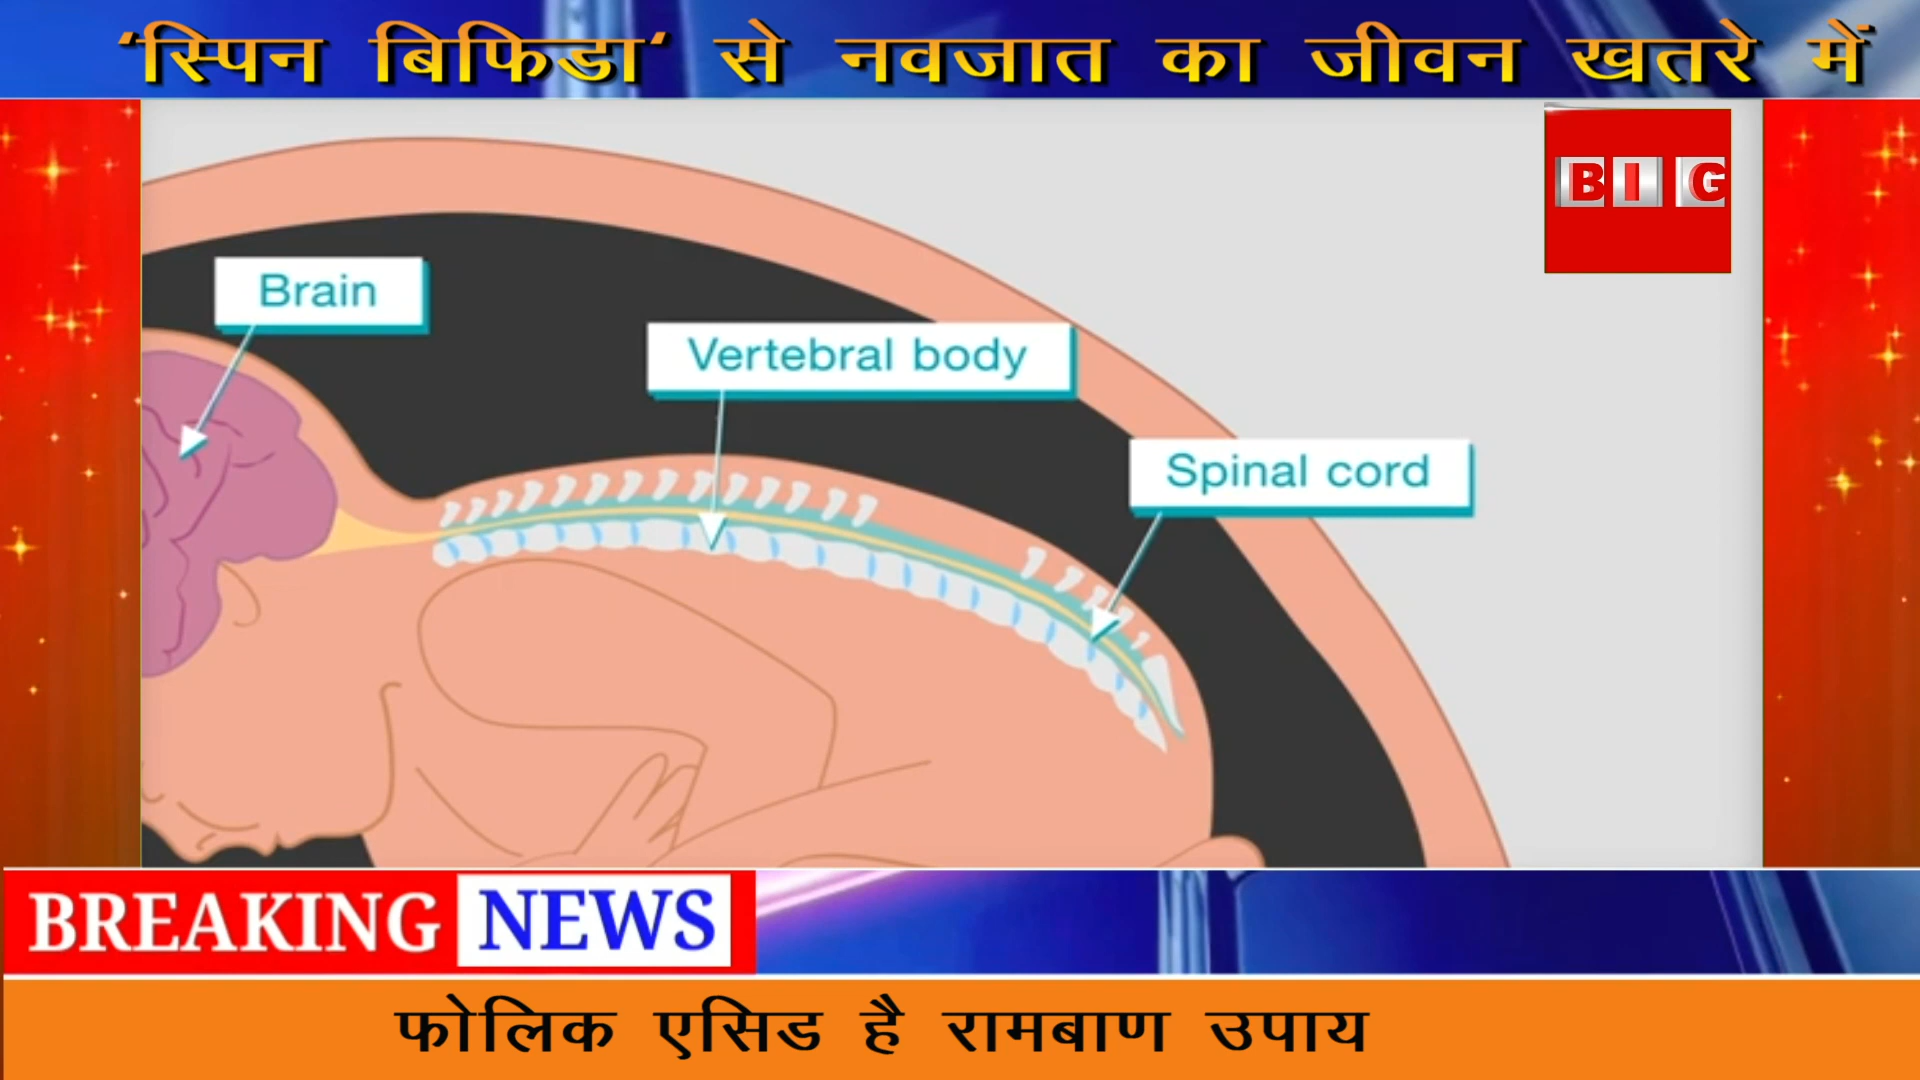 ‘स्पिन बिफिडा‘ से नवजात का जीवन खतरे में
BIG
Brain
Vertebral body
Spinal cord
BREAKING NEWS
फोलिक एसिड है रामबाण उपाय